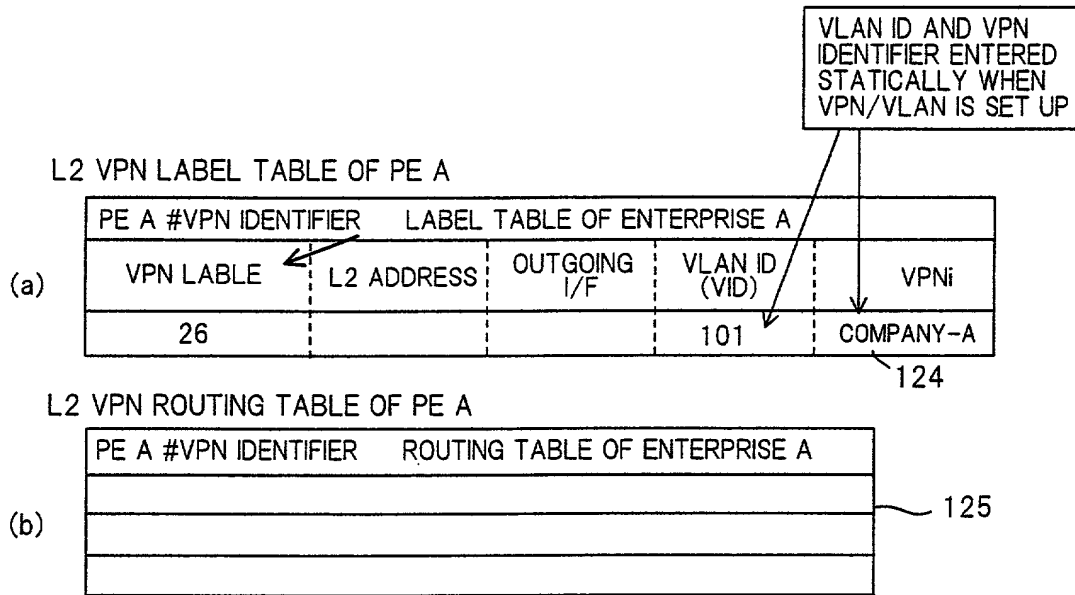 VLAN ID AND VPN
IDENTIFIER ENTERED
STATICALLY WHEN
VPN/VLAN IS SET UP
L2 VPN LABEL TABLE OF PE A
PE A #VPN IDENTIFIER LABEL TABLE OF ENTERPRISE A
(a)
VPN LABLE
L2 ADDRESS
OUTGOING
I/F
VLAN ID
(VID)
VPNi
26
101
COMPANY-A
124
L2 VPN ROUTING TABLE OF PE A
PE A #VPN IDENTIFIER ROUTING TABLE OF ENTERPRISE A
(b)
125